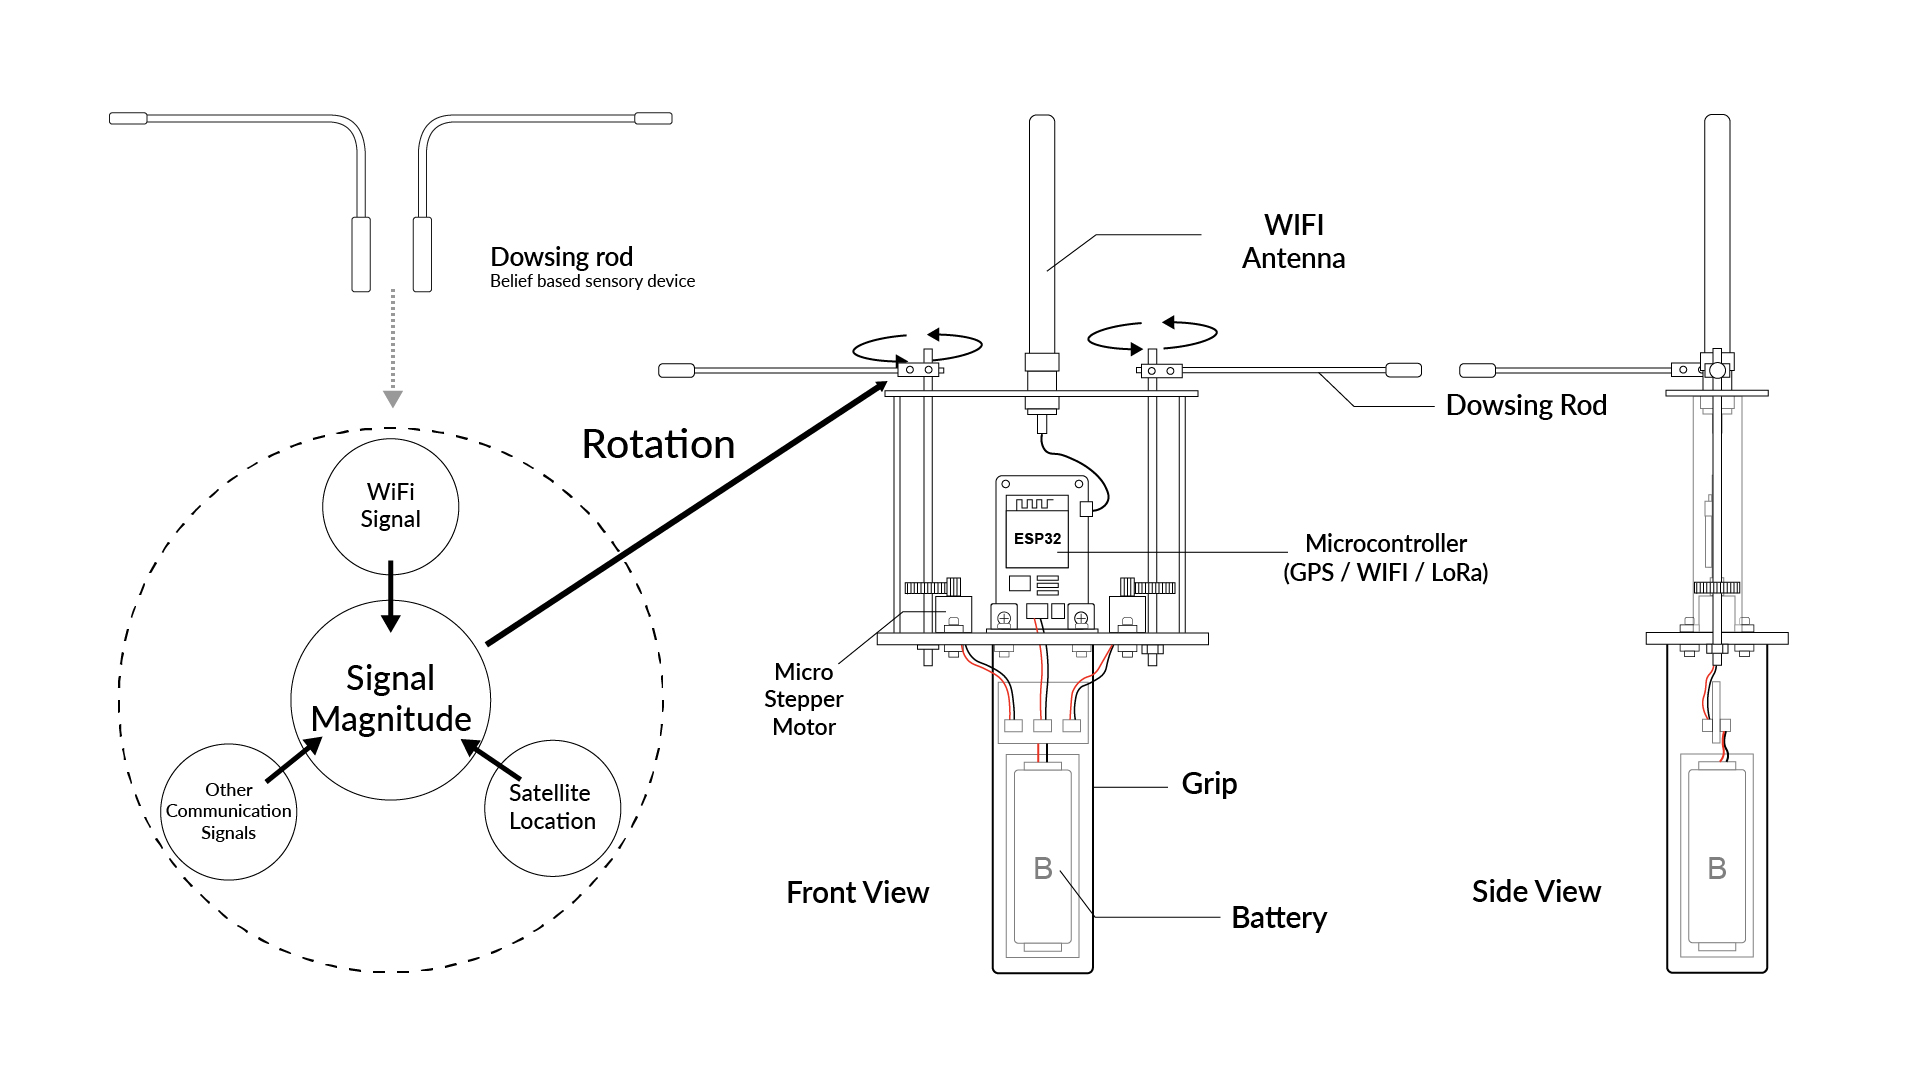 Dowsing rod
Belief based sensory device
WiFi
Signal
Signal
Magnitude
Other
Communication
Signals
Satellite
Location
Rotation
WIFI
Antenna
Dowsing Rod
ESP32
Microcontroller
(GPS / WIFI / LoRa)
Micro
Stepper
Motor
Grip
B
Battery
Front View
Side View
B